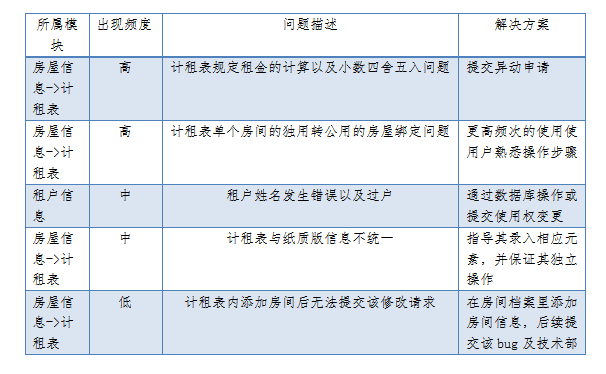 所属模块 出现频度 问题描述 解决方案
房屋信息->计租表 高 计租表规定租金的计算以及小数四舍五入问题 提交异动申请
房屋信息->计租表 高 计租表单个房间的独用转公用的房屋绑定问题 更高频次的使用使用户熟悉操作步骤
租户信息 中 租户姓名发生错误以及过户 通过数据库操作或提交使用权变更
房屋信息->计租表 中 计租表与纸质版信息不统一 指导其录入相应元素，并保证其独立操作
房屋信息->计租表 低 计租表内添加房间后无法提交该修改请求 在房间档案里添加房间信息，后续提交该 bug 及技术部